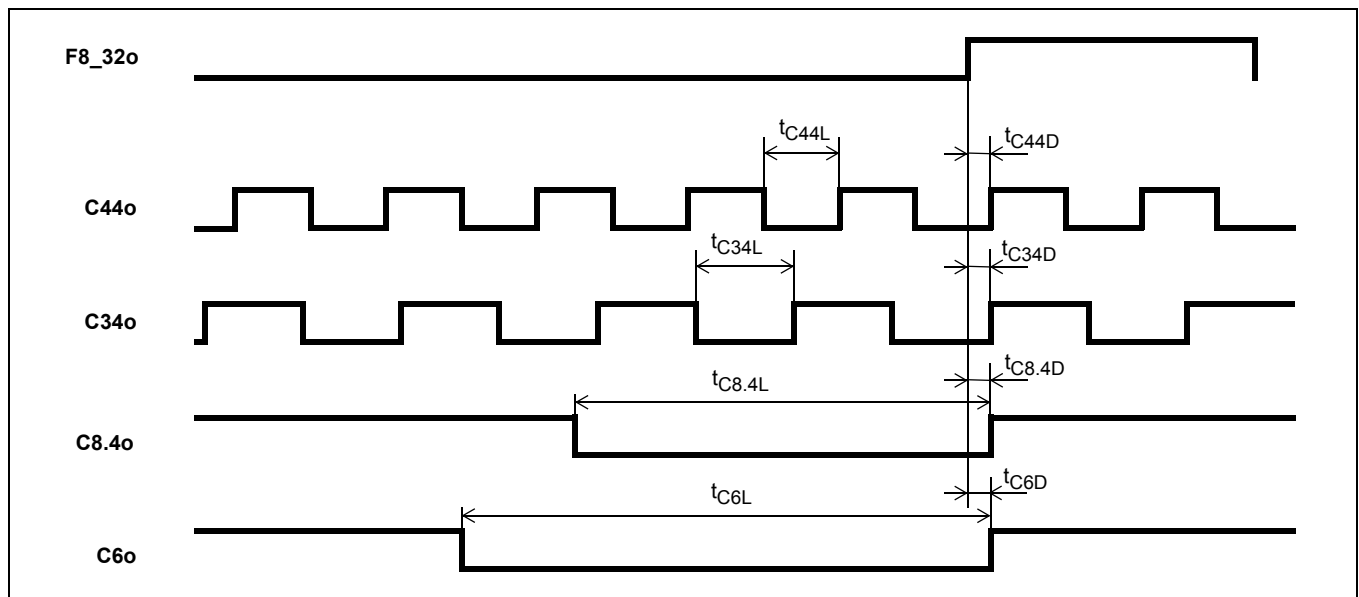 F8_32o
tC44L
tC44D
C44o
tC34L
tC34D
C34o
tC8.4L
tC8.4D
C8.4o
tC6L
tC6D
C6o